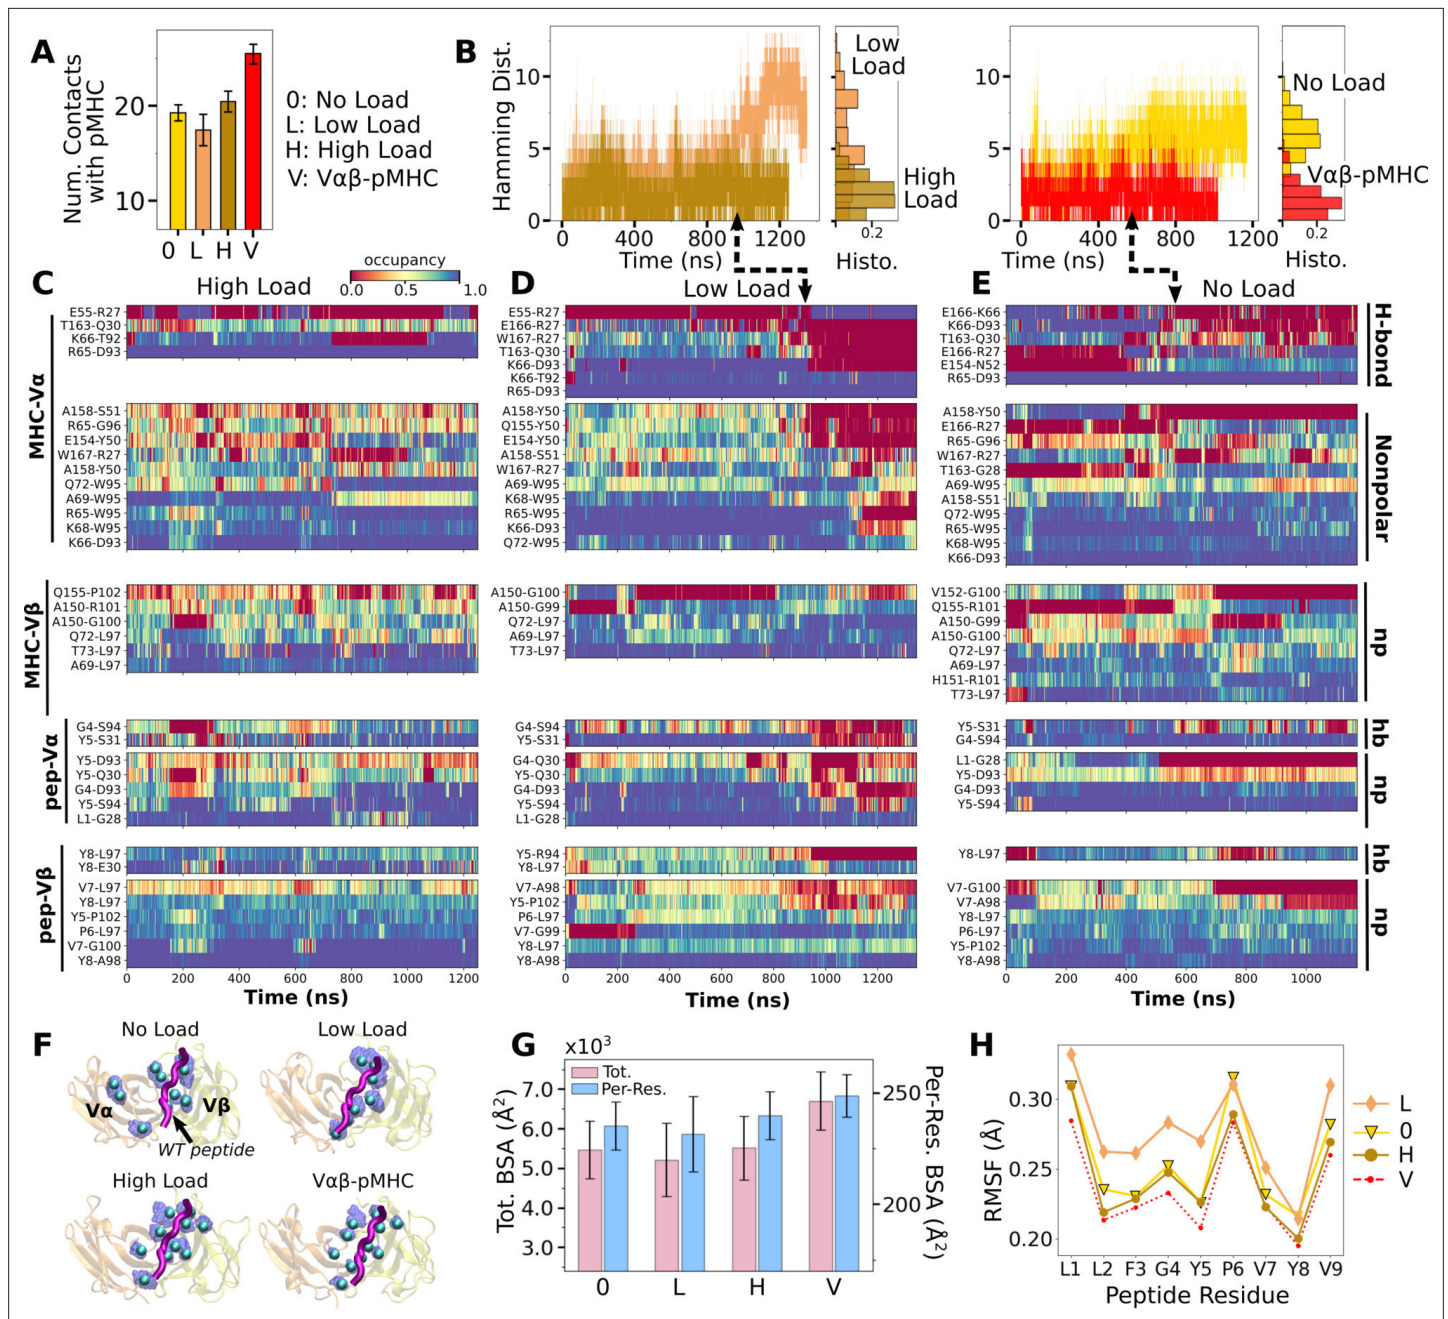 A
Num. Contacts
with pMHC
20
10
0 L H V
0: No Load
L: Low Load
H: High Load
V: Vαβ-pMHC
B
Hamming Dist.
10
5
0
0 400 800 1200
Time (ns)
Low
Load
High
Load
0.2
Histo.
10
5
0
0 400 800 1200
Time (ns)
No Load
Vαβ-pMHC
0.2
Histo.
C
High Load
occupancy
0.0 0.5 1.0
MHC-Vα
E55-R27
T163-Q30
K66-T92
R65-D93
A158-S51
R65-G96
E154-Y50
W167-R27
A158-Y50
Q72-W95
A69-W95
R65-W95
K68-W95
K66-D93
MHC-Vβ
Q155-P102
A150-R101
A150-G100
Q72-L97
T73-L97
A69-L97
pep-Vα
G4-S94
Y5-S31
Y5-D93
Y5-Q30
G4-D93
Y5-S94
L1-G28
pep-Vβ
Y8-L97
Y8-E30
V7-L97
Y8-L97
Y5-P102
P6-L97
V7-G100
Y8-A98
0 200 400 600 800 1000 1200
Time (ns)
D
Low Load
E55-R27
E166-R27
W167-R27
T163-Q30
K66-D93
K66-T92
R65-D93
A158-Y50
Q155-Y50
E154-Y50
A158-S51
W167-R27
A69-W95
K68-W95
R65-W95
K66-D93
Q72-W95
A150-G100
A150-G99
Q72-L97
A69-L97
T73-L97
G4-S94
Y5-S31
G4-Q30
Y5-Q30
G4-D93
Y5-S94
L1-G28
Y5-R94
Y8-L97
V7-A98
Y5-P102
P6-L97
V7-G99
Y8-L97
Y8-A98
0 200 400 600 800 1000 1200
Time (ns)
E
No Load
E166-K66
K66-D93
T163-Q30
E166-R27
E154-N52
R65-D93
H-bond
A158-Y50
E166-R27
R65-G96
W167-R27
T163-G28
A69-W95
A158-S51
Q72-W95
R65-W95
K68-W95
K66-D93
Nonpolar
V152-G100
Q155-R101
A150-G99
A150-G100
Q72-L97
A69-L97
H151-R101
T73-L97
np
Y5-S31
G4-S94
hb
L1-G28
Y5-D93
G4-D93
Y5-S94
np
Y8-L97
hb
V7-G100
V7-A98
Y8-L97
P6-L97
Y5-P102
Y8-A98
np
0 200 400 600 800 1000
Time (ns)
F
No Load
Low Load
Vα
Vβ
WT peptide
High Load
Vαβ-pMHC
G
x10³
Tot. BSA (Å²)
7.0
6.0
5.0
4.0
3.0
Tot.
Per-Res.
0 L H V
250
200
Per-Res. BSA (Å²)
H
RMSF (Å)
0.30
0.25
0.20
L1 L2 F3 G4 Y5 P6 V7 Y8 V9
Peptide Residue
L
0
H
V